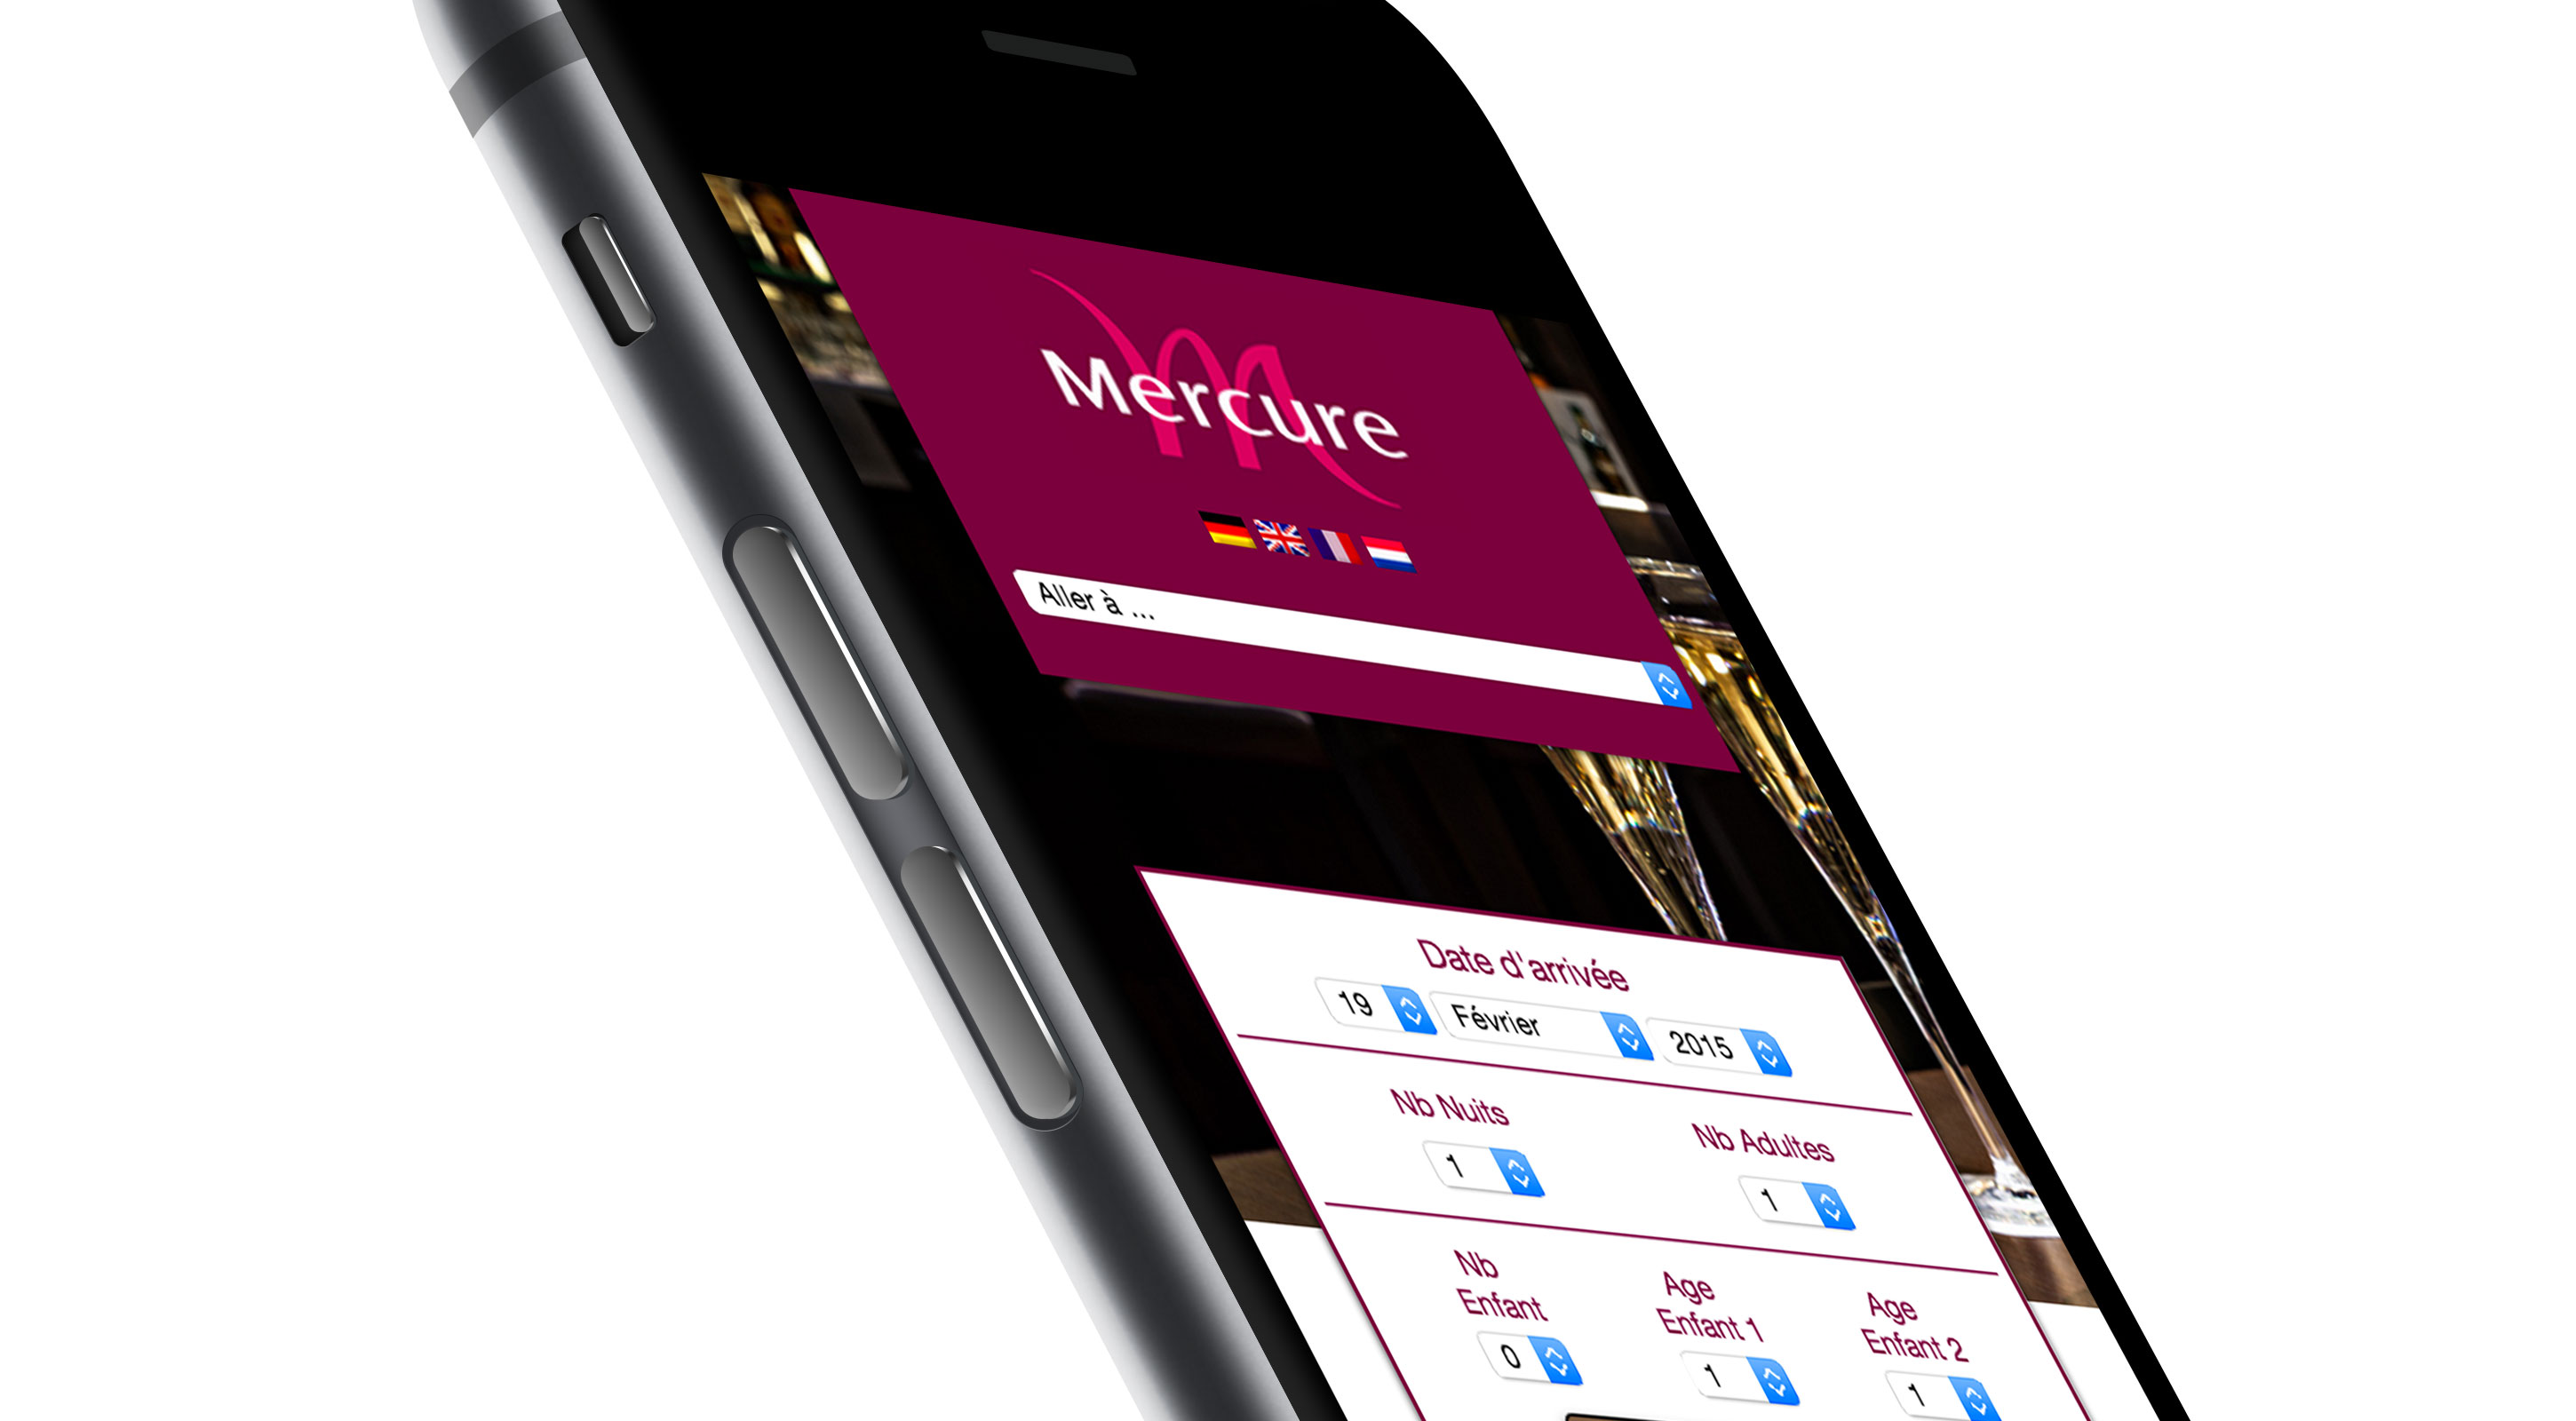 Mercure
Aller à ...
Date d'arrivée
19 Février 2015
Nb Nuits
Nb Adultes
1
1
Nb
Enfant
Age
Enfant 1
Age
Enfant 2
0
1
1